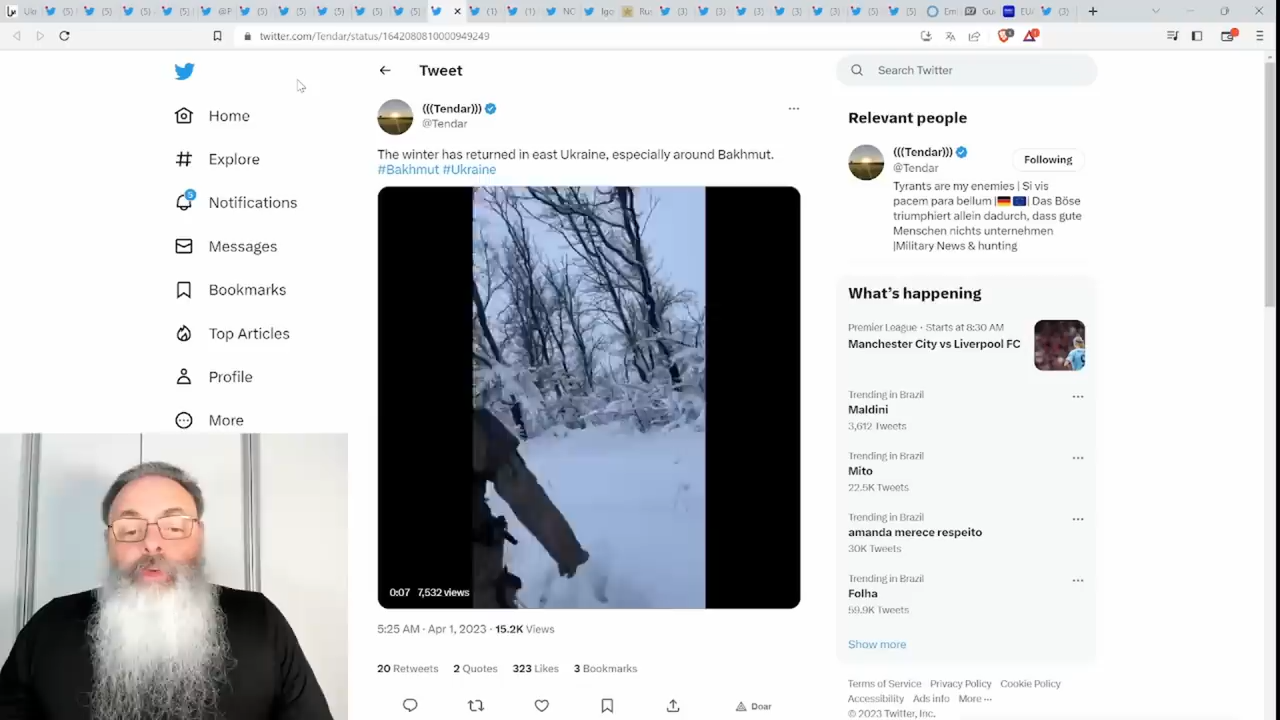 twitter.com/Tendar/status/1642080810000949249
Home
Explore
5
Notifications
Messages
Bookmarks
Top Articles
Profile
More
Tweet
(((Tendar)))
@Tendar
The winter has returned in east Ukraine, especially around Bakhmut.
#Bakhmut #Ukraine
0:07 7,532 views
5:25 AM · Apr 1, 2023 · 15.2K Views
20 Retweets 2 Quotes 323 Likes 3 Bookmarks
Doar
Search Twitter
Relevant people
(((Tendar)))
@Tendar
Following
Tyrants are my enemies | Si vis
pacem para bellum | | Das Böse
triumphiert allein dadurch, dass gute
Menschen nichts unternehmen
|Military News & hunting
What's happening
Premier League · Starts at 8:30 AM
Manchester City vs Liverpool FC
Trending in Brazil
Maldini
3,612 Tweets
Trending in Brazil
Mito
22.5K Tweets
Trending in Brazil
amanda merece respeito
30K Tweets
Trending in Brazil
Folha
59.9K Tweets
Show more
Terms of Service Privacy Policy Cookie Policy
Accessibility Ads info More ···
© 2023 Twitter, Inc.